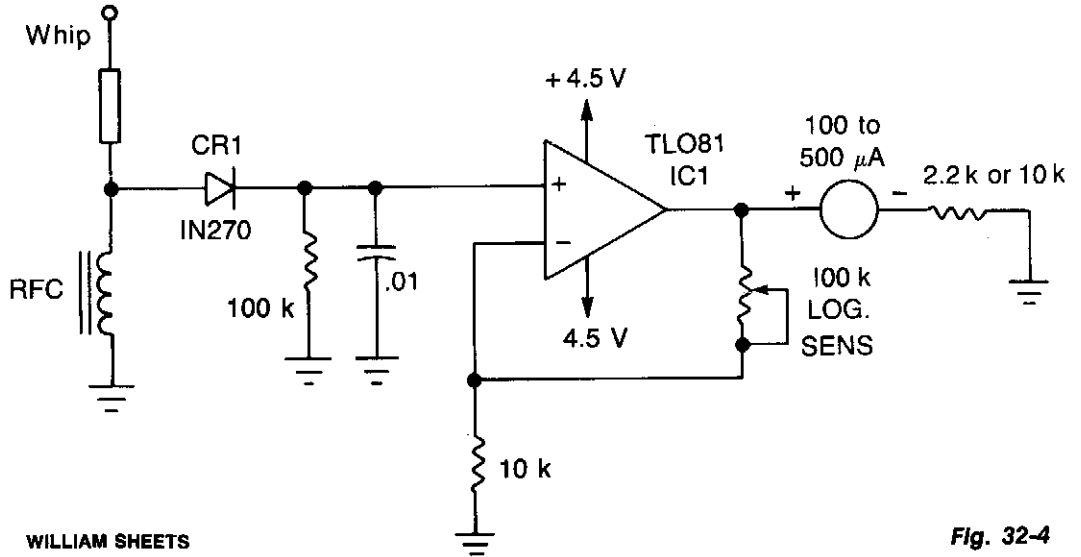 Whip
CR1
IN270
RFC
100 k
.01
+ 4.5 V
+
−
4.5 V
TLO81
IC1
100 to
500 μA
+
−
2.2 k or 10 k
100 k
LOG.
SENS
10 k
WILLIAM SHEETS
Fig. 32-4